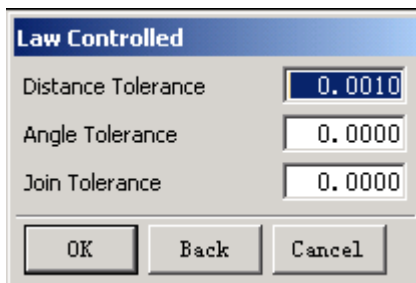 Law Controlled
Distance Tolerance 0.0010
Angle Tolerance 0.0000
Join Tolerance 0.0000
OK Back Cancel